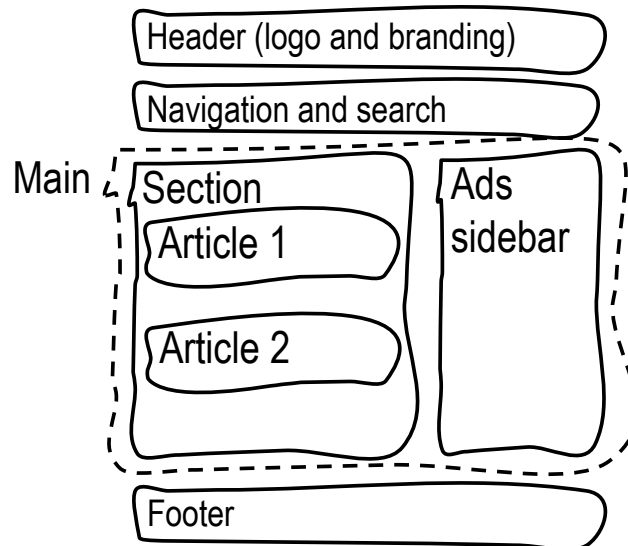 Header (logo and branding)
Navigation and search
Main
Section
Article 1
Article 2
Ads
sidebar
Footer